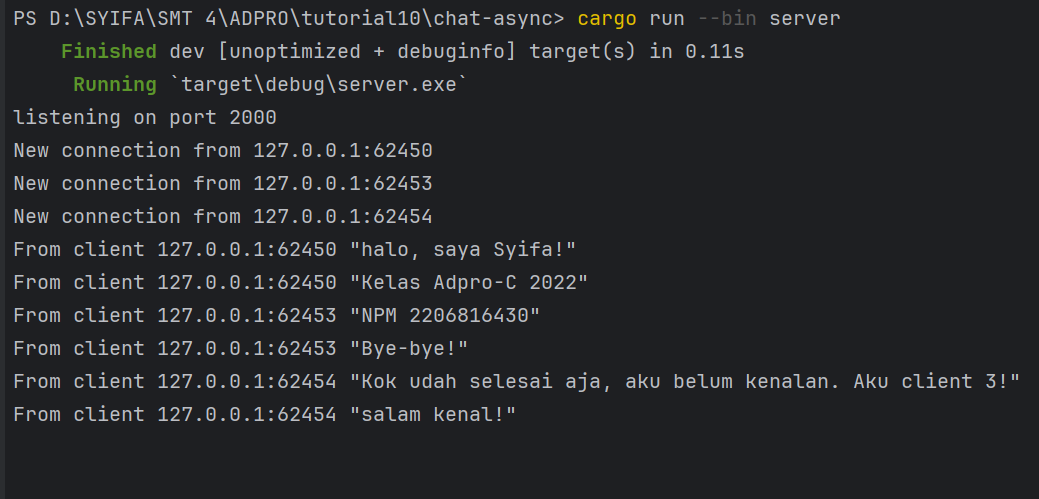 PS D:\SYIFA\SMT 4\ADPRO\tutorial10\chat-async> cargo run --bin server
Finished dev [unoptimized + debuginfo] target(s) in 0.11s
Running `target\debug\server.exe`
listening on port 2000
New connection from 127.0.0.1:62450
New connection from 127.0.0.1:62453
New connection from 127.0.0.1:62454
From client 127.0.0.1:62450 "halo, saya Syifa!"
From client 127.0.0.1:62450 "Kelas Adpro-C 2022"
From client 127.0.0.1:62453 "NPM 2206816430"
From client 127.0.0.1:62453 "Bye-bye!"
From client 127.0.0.1:62454 "Kok udah selesai aja, aku belum kenalan. Aku client 3!"
From client 127.0.0.1:62454 "salam kenal!"